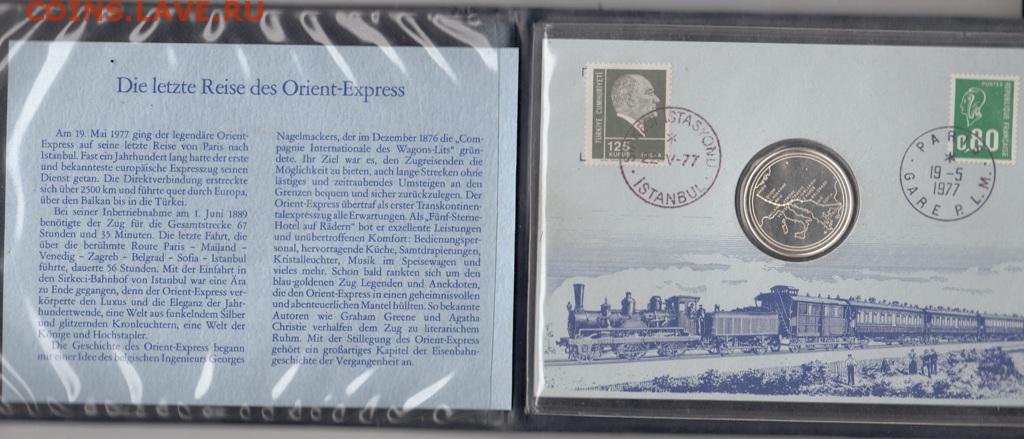 COINS.LAVE.RU
Die letzte Reise des Orient-Express
Am 19. Mai 1977 ging der legendäre Orient-
Express auf seine letzte Reise von Paris nach
Istanbul. Fast ein Jahrhundert lang hatte der erste
und bekannteste europäische Expresszug seinen
Dienst getan. Die Direktverbindung erstreckte
sich über 2500 km und führte quer durch Europa,
über den Balkan bis in die Türkei.
Bei seiner Inbetriebnahme am 1. Juni 1889
benötigte der Zug für die Gesamtstrecke 67
Stunden und 35 Minuten. Die letzte Fahrt, die
über die berühmte Route Paris – Mailand –
Venedig – Zagreb – Belgrad – Sofia – Istanbul
führte, dauerte 56 Stunden. Mit der Einfahrt in
den Sirkeci-Bahnhof von Istanbul war eine Ära
zu Ende gegangen, denn der Orient-Express ver-
körperte den Luxus und die Eleganz der Jahr-
hundertwende, eine Welt aus funkelndem Silber
und glitzernden Kronleuchtern, eine Welt der
Könige und Hochstapler.
Die Geschichte des Orient-Express begann
mit einer Idee des belgischen Ingenieurs Georges
Nagelmackers, der im Dezember 1876 die „Com-
pagnie Internationale des Wagons-Lits" grün-
dete. Ihr Ziel war es, den Zugreisenden die
Möglichkeit zu bieten, auch lange Strecken ohne
lästiges und zeitraubendes Umsteigen an den
Grenzen bequem und sicher zurückzulegen. Der
Orient-Express übertraf als erster Transkontinen-
talexpresszug alle Erwartungen. Als „Fünf-Sterne-
Hotel auf Rädern" bot er exzellente Leistungen
und unübertroffenen Komfort: Bedienungsper-
sonal, hervorragende Küche, Samtdrapierungen,
Kristalleuchter, Musik im Speisewagen und
vieles mehr. Schon bald rankten sich um den
blau-goldenen Zug Legenden und Anekdoten,
die den Orient-Express in einen geheimnisvollen
und abenteuerlichen Mantel hüllten. So bekannte
Autoren wie Graham Greene und Agatha
Christie verhalfen dem Zug zu literarischem
Ruhm. Mit der Stillegung des Orient-Express
gehört ein großartiges Kapitel der Eisenbahn-
geschichte der Vergangenheit an.
TÜRKİYE CUMHURİYETİ
125
KURUŞ
İSTASYONU
-V-77
İSTANBUL
POSTES
REPUBLIQUE FRANÇAISE
0.80
PARIS
19-5
1977
GARE P. L. M.